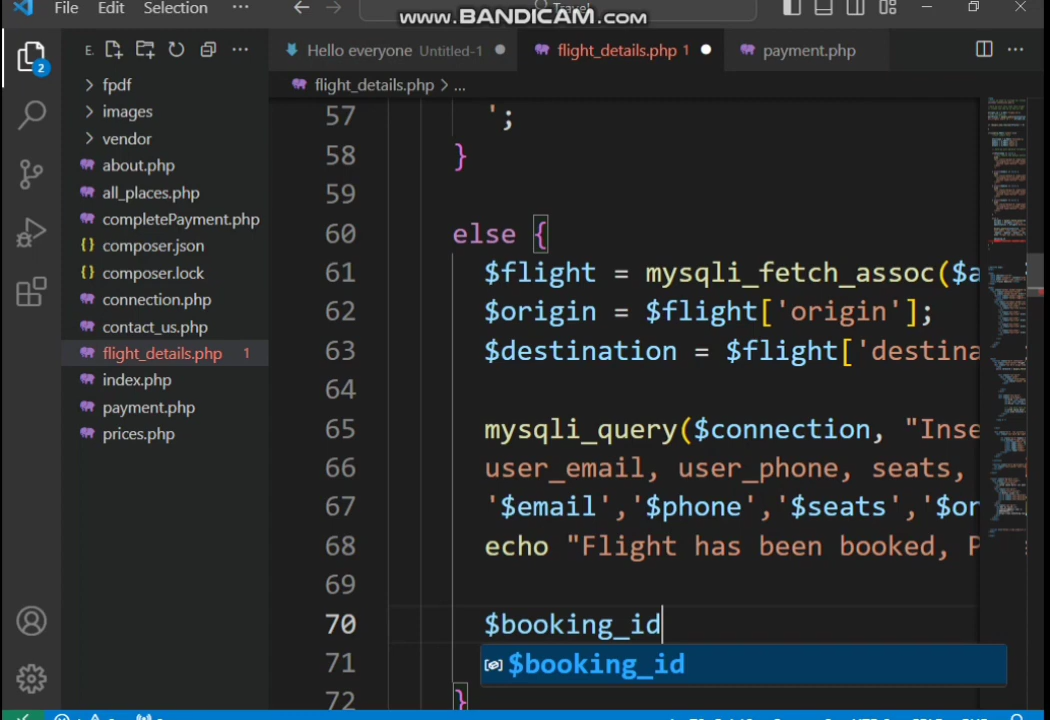 File Edit Selection ··· Travel
www.BANDICAM.com
E. ··· Hello everyone Untitled-1 flight_details.php 1 payment.php ···
flight_details.php > ...
2
fpdf
images
vendor
about.php
all_places.php
completePayment.php
{} composer.json
{} composer.lock
connection.php
contact_us.php
flight_details.php 1
index.php
payment.php
prices.php
57 ';
58 }
59
60 else {
61 $flight = mysqli_fetch_assoc($a
62 $origin = $flight['origin'];
63 $destination = $flight['destina
64
65 mysqli_query($connection, "Inse
66 user_email, user_phone, seats,
67 '$email','$phone','$seats','$or
68 echo "Flight has been booked, P
69
70 $booking_id
$booking_id
71
72 }